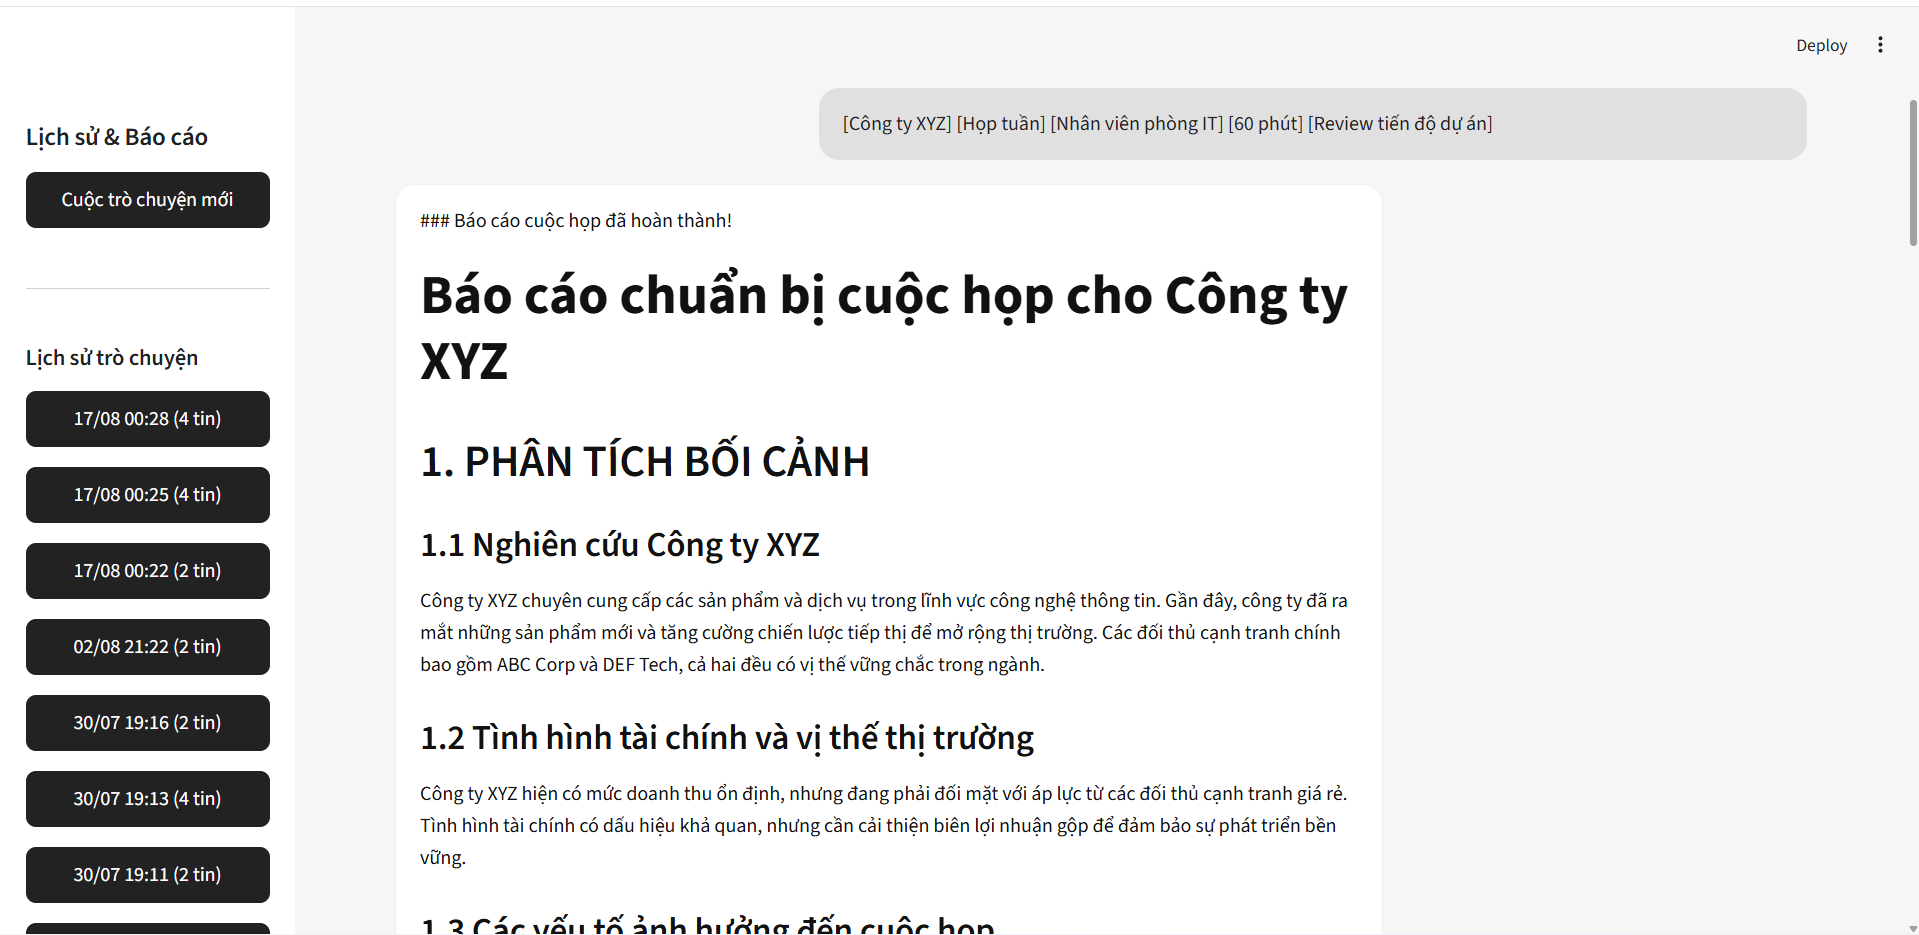 Deploy
Lịch sử & Báo cáo
Cuộc trò chuyện mới
Lịch sử trò chuyện
17/08 00:28 (4 tin)
17/08 00:25 (4 tin)
17/08 00:22 (2 tin)
02/08 21:22 (2 tin)
30/07 19:16 (2 tin)
30/07 19:13 (4 tin)
30/07 19:11 (2 tin)
[Công ty XYZ] [Họp tuần] [Nhân viên phòng IT] [60 phút] [Review tiến độ dự án]
### Báo cáo cuộc họp đã hoàn thành!
Báo cáo chuẩn bị cuộc họp cho Công ty
XYZ
1. PHÂN TÍCH BỐI CẢNH
1.1 Nghiên cứu Công ty XYZ
Công ty XYZ chuyên cung cấp các sản phẩm và dịch vụ trong lĩnh vực công nghệ thông tin. Gần đây, công ty đã ra
mắt những sản phẩm mới và tăng cường chiến lược tiếp thị để mở rộng thị trường. Các đối thủ cạnh tranh chính
bao gồm ABC Corp và DEF Tech, cả hai đều có vị thế vững chắc trong ngành.
1.2 Tình hình tài chính và vị thế thị trường
Công ty XYZ hiện có mức doanh thu ổn định, nhưng đang phải đối mặt với áp lực từ các đối thủ cạnh tranh giá rẻ.
Tình hình tài chính có dấu hiệu khả quan, nhưng cần cải thiện biên lợi nhuận gộp để đảm bảo sự phát triển bền
vững.
1.3 Các yếu tố ảnh hưởng đến cuộc họp